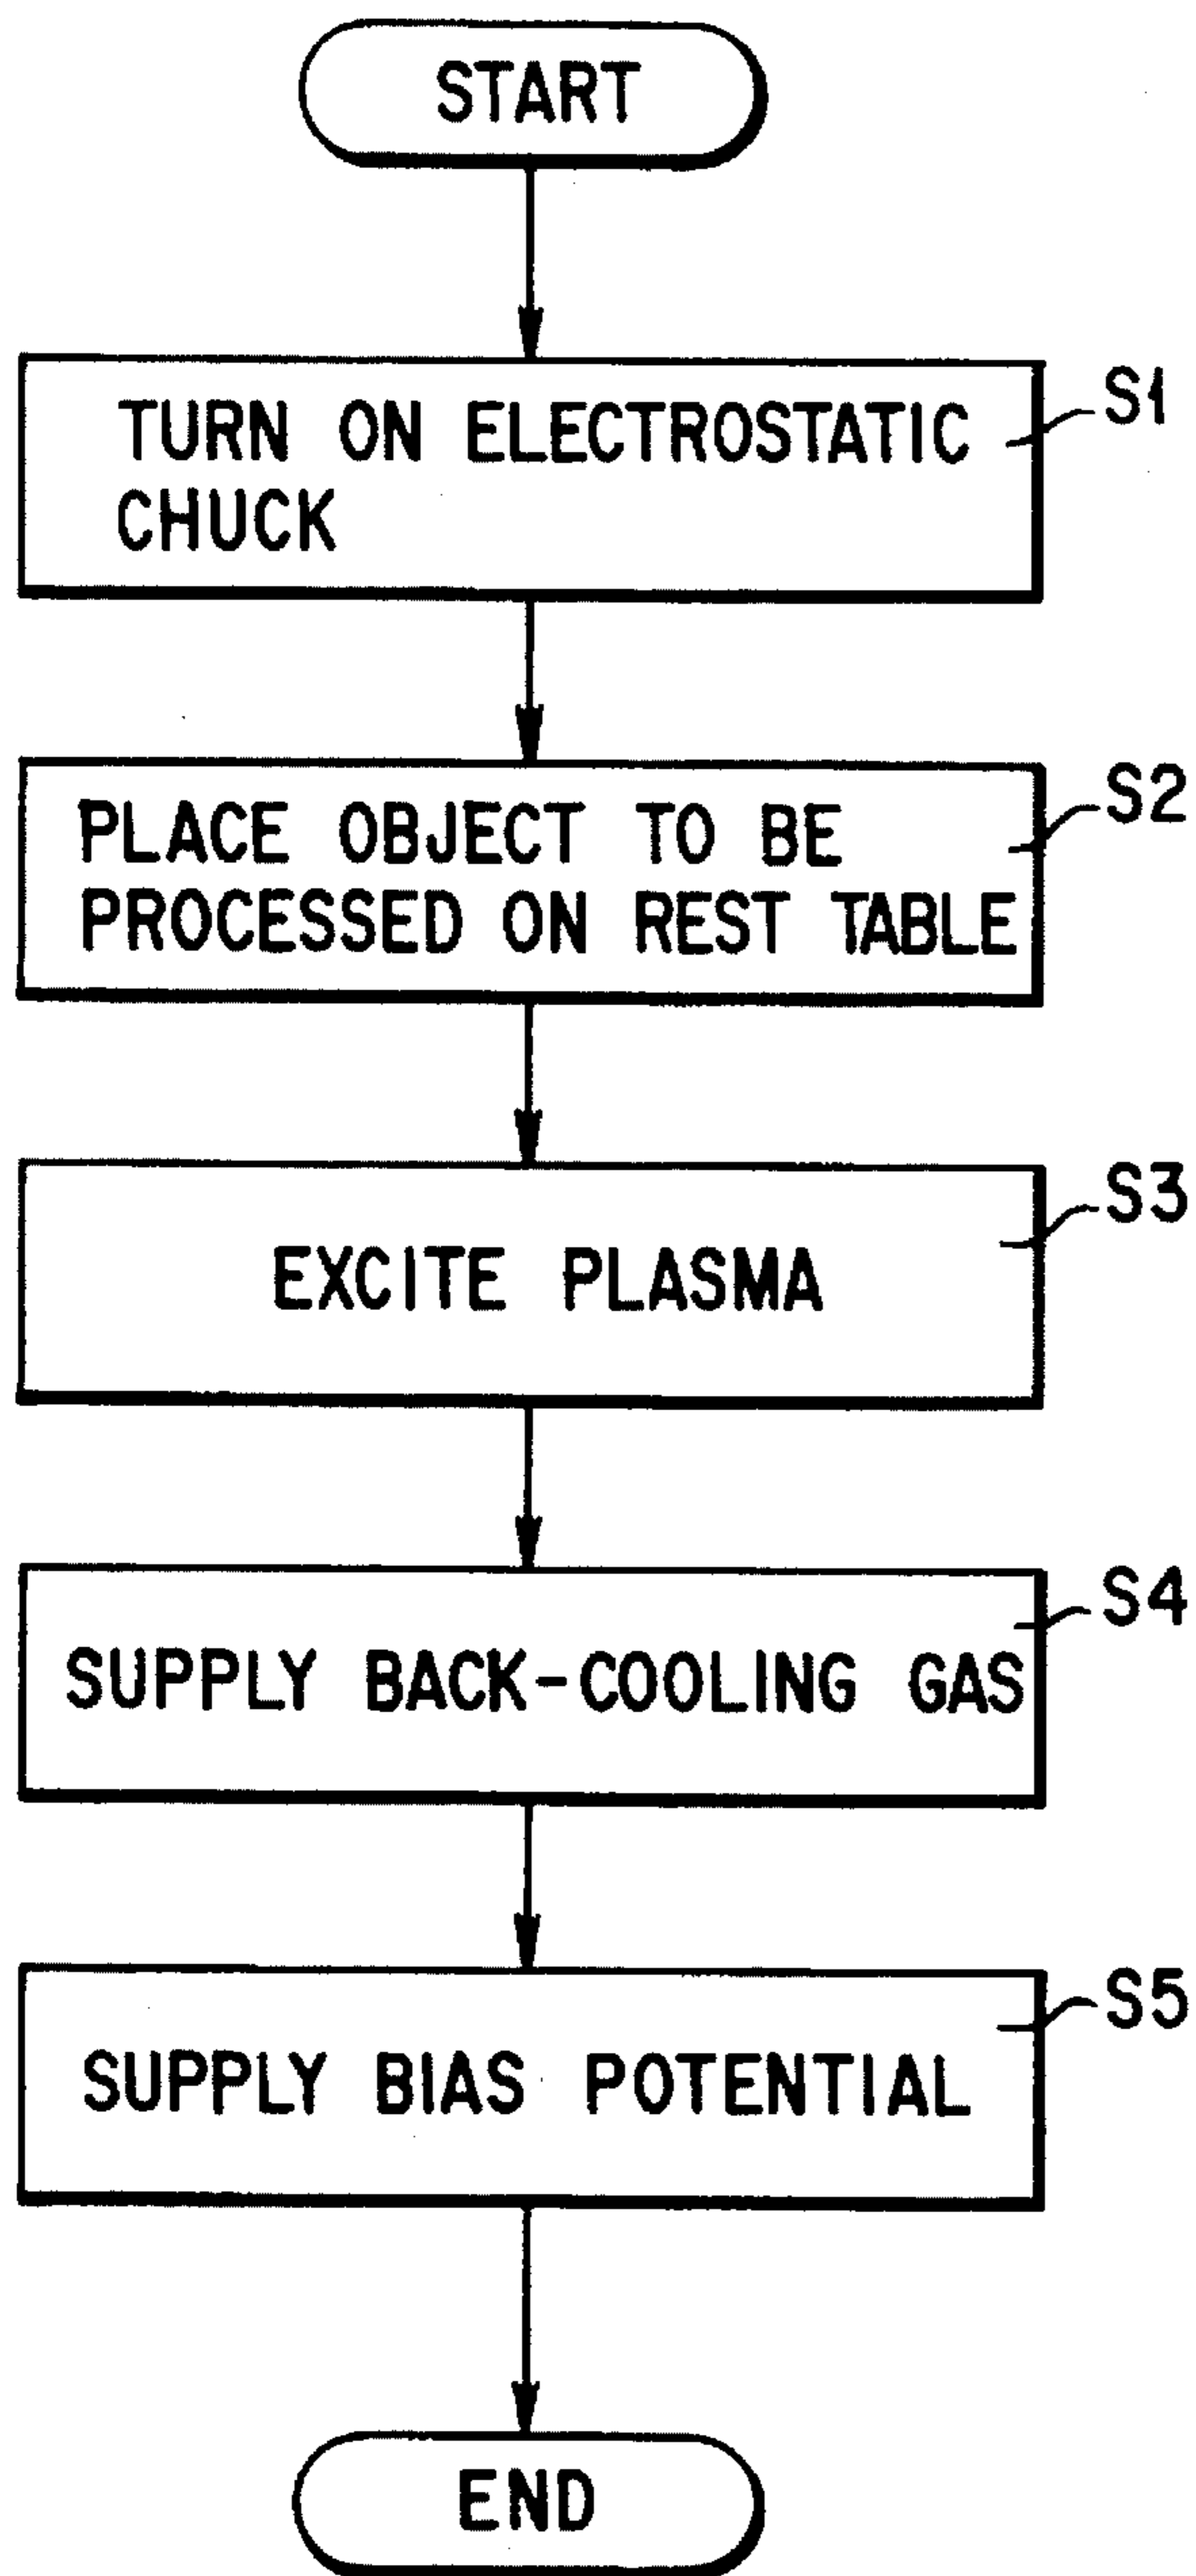 START
TURN ON ELECTROSTATIC
CHUCK
S1
PLACE OBJECT TO BE
PROCESSED ON REST TABLE
S2
EXCITE PLASMA
S3
SUPPLY BACK-COOLING GAS
S4
SUPPLY BIAS POTENTIAL
S5
END